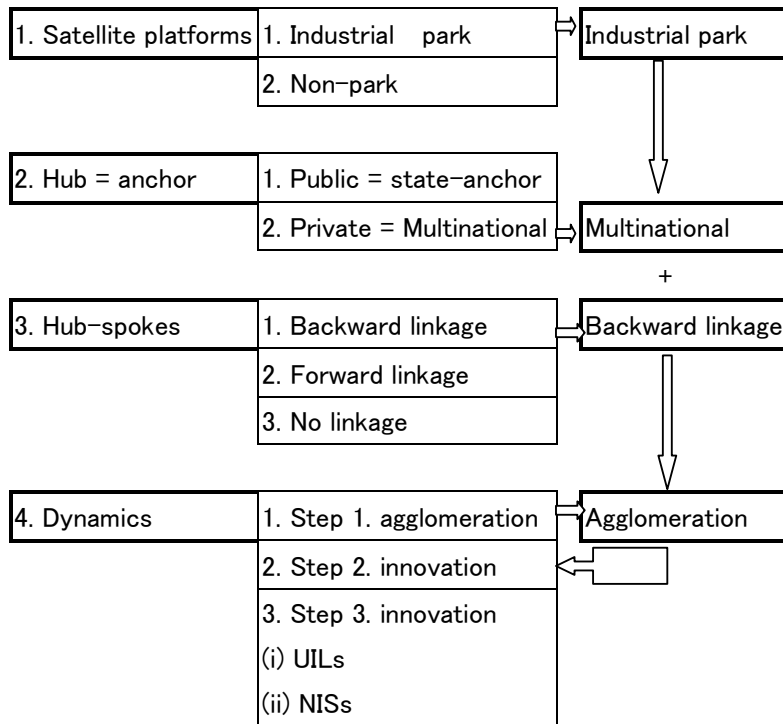 1. Satellite platforms 1. Industrial park Industrial park
2. Non-park
2. Hub = anchor 1. Public = state-anchor
2. Private = Multinational Multinational
+
3. Hub-spokes 1. Backward linkage Backward linkage
2. Forward linkage
3. No linkage
4. Dynamics 1. Step 1. agglomeration Agglomeration
2. Step 2. innovation
3. Step 3. innovation
(i) UILs
(ii) NISs